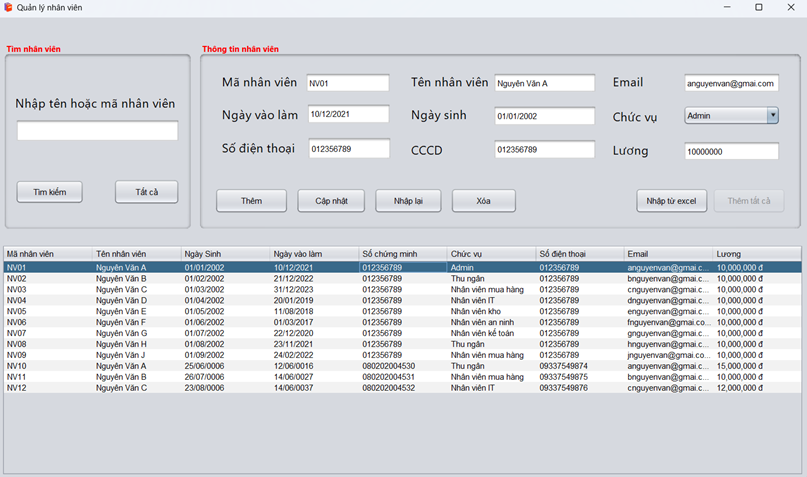 Quản lý nhân viên
Tìm nhân viên
Nhập tên hoặc mã nhân viên
Tìm kiếm Tất cả
Thông tin nhân viên
Mã nhân viên NV01 Tên nhân viên Nguyên Văn A Email anguyenvan@gmai.com
Ngày vào làm 10/12/2021 Ngày sinh 01/01/2002 Chức vụ Admin
Số điện thoại 012356789 CCCD 012356789 Lương 10000000
Thêm Cập nhật Nhập lại Xóa Nhập từ excel Thêm tất cả
Mã nhân viên Tên nhân viên Ngày Sinh Ngày vào làm Số chứng minh Chức vụ Số điện thoại Email Lương
NV01 Nguyên Văn A 01/01/2002 10/12/2021 012356789 Admin 012356789 anguyenvan@gmai.c... 10,000,000 đ
NV02 Nguyên Văn B 01/02/2002 21/12/2022 012356789 Thu ngân 012356789 bnguyenvan@gmai.c... 10,000,000 đ
NV03 Nguyên Văn C 01/03/2002 31/12/2023 012356789 Nhân viên mua hàng 012356789 cnguyenvan@gmai.c... 10,000,000 đ
NV04 Nguyên Văn D 01/04/2002 20/01/2019 012356789 Nhân viên IT 012356789 dnguyenvan@gmai.c... 10,000,000 đ
NV05 Nguyên Văn E 01/05/2002 11/08/2018 012356789 Nhân viên kho 012356789 enguyenvan@gmai.c... 10,000,000 đ
NV06 Nguyên Văn F 01/06/2002 01/03/2017 012356789 Nhân viên an ninh 012356789 fnguyenvan@gmai.co... 10,000,000 đ
NV07 Nguyên Văn G 01/07/2002 22/12/2020 012356789 Nhân viên kế toán 012356789 gnguyenvan@gmai.c... 10,000,000 đ
NV08 Nguyên Văn H 01/08/2002 23/11/2021 012356789 Thu ngân 012356789 hnguyenvan@gmai.c... 10,000,000 đ
NV09 Nguyên Văn J 01/09/2002 24/02/2022 012356789 Nhân viên mua hàng 012356789 jnguyenvan@gmai.co... 10,000,000 đ
NV10 Nguyên Văn A 25/06/0006 12/06/0016 080202004530 Thu ngân 09337549874 anguyenvan@gmai.c... 15,000,000 đ
NV11 Nguyên Văn B 26/07/0006 14/06/0027 080202004531 Nhân viên mua hàng 09337549875 bnguyenvan@gmai.c... 10,000,000 đ
NV12 Nguyên Văn C 23/08/0006 14/06/0037 080202004532 Nhân viên IT 09337549876 cnguyenvan@gmai.c... 12,000,000 đ